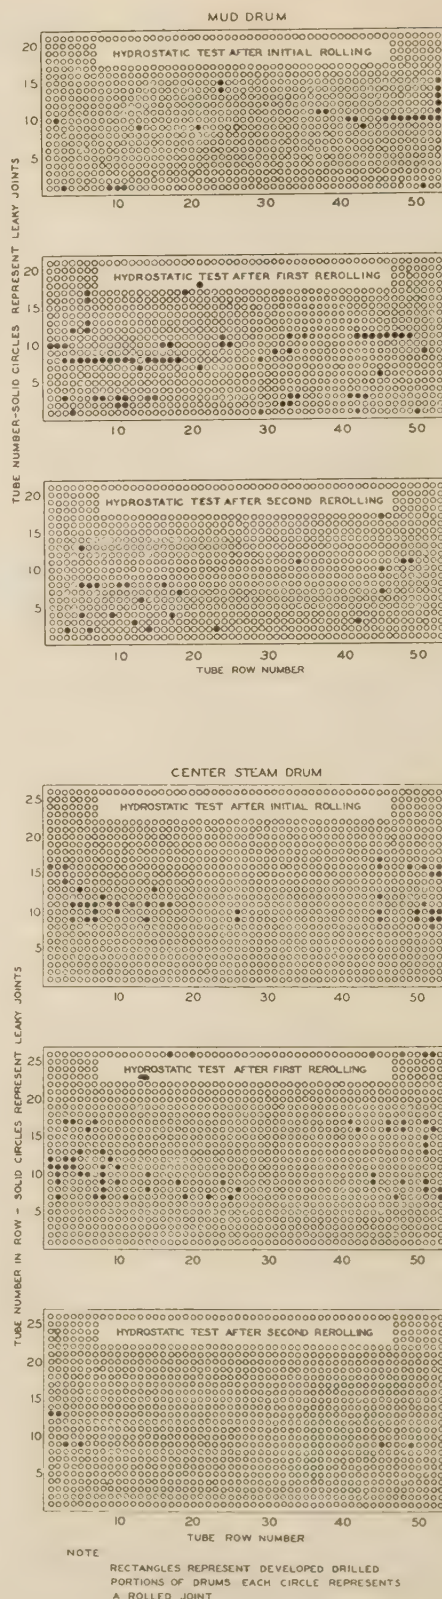 MUD DRUM
TUBE NUMBER-SOLID CIRCLES REPRESENT LEAKY JOINTS
HYDROSTATIC TEST AFTER INITIAL ROLLING
20
15
10
5
10 20 30 40 50
HYDROSTATIC TEST AFTER FIRST REROLLING
20
15
10
5
10 20 30 40 50
HYDROSTATIC TEST AFTER SECOND REROLLING
20
15
10
5
10 20 30 40 50
TUBE ROW NUMBER
CENTER STEAM DRUM
TUBE NUMBER IN ROW - SOLID CIRCLES REPRESENT LEAKY JOINTS
HYDROSTATIC TEST AFTER INITIAL ROLLING
25
20
15
10
5
10 20 30 40 50
HYDROSTATIC TEST AFTER FIRST REROLLING
25
20
15
10
5
10 20 30 40 50
HYDROSTATIC TEST AFTER SECOND REROLLING
25
20
15
10
5
10 20 30 40 50
TUBE ROW NUMBER
NOTE
RECTANGLES REPRESENT DEVELOPED DRILLED
PORTIONS OF DRUMS EACH CIRCLE REPRESENTS
A ROLLED JOINT